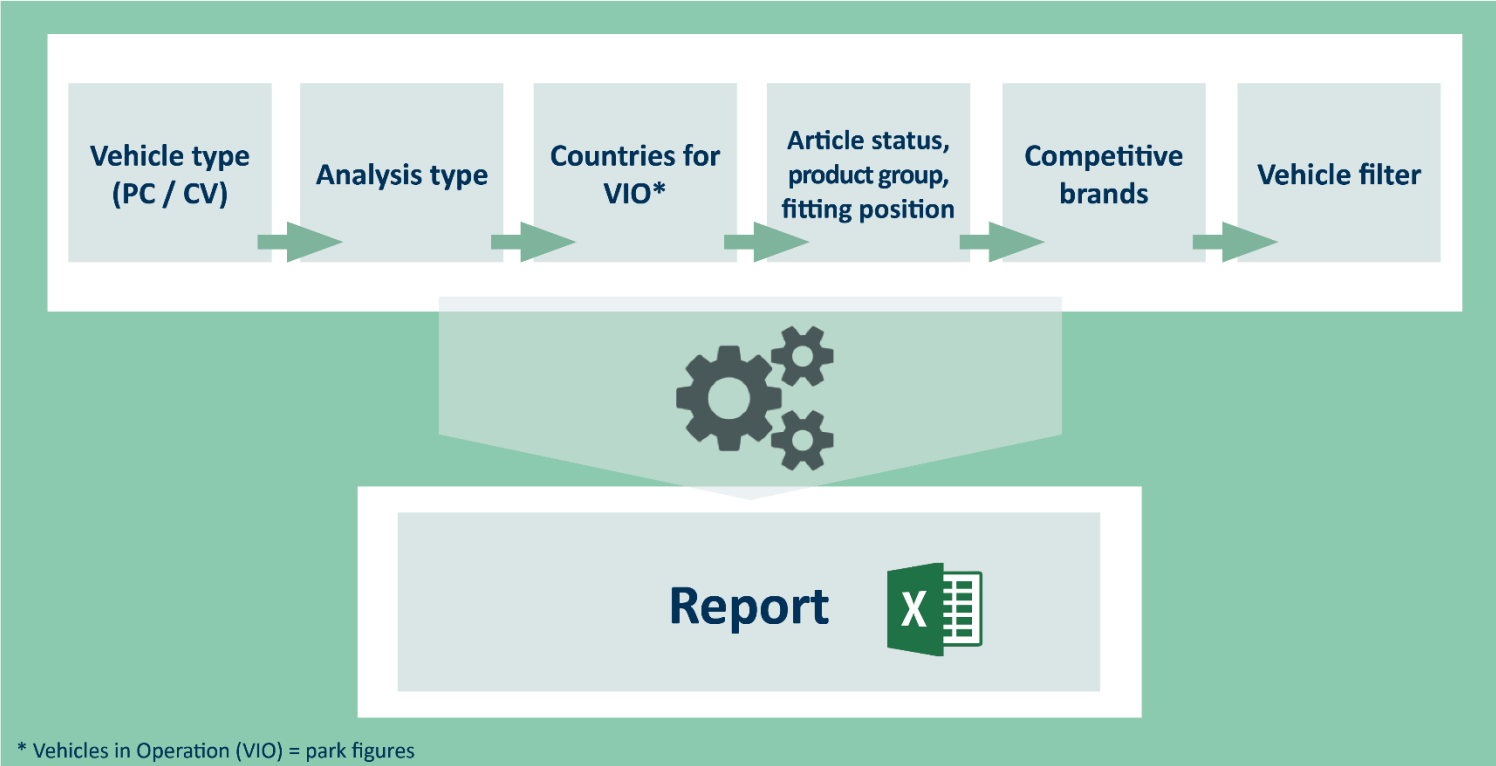 Vehicle type
(PC / CV)
Analysis type
Countries for
VIO*
Article status,
product group,
fitting position
Competitive
brands
Vehicle filter
Report
X
* Vehicles in Operation (VIO) = park figures